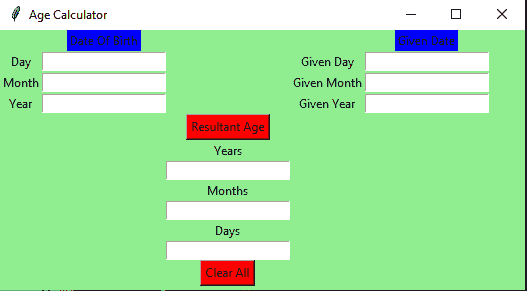 Age Calculator
Date Of Birth Given Date
Day Given Day
Month Given Month
Year Given Year
Resultant Age
Years
Months
Days
Clear All